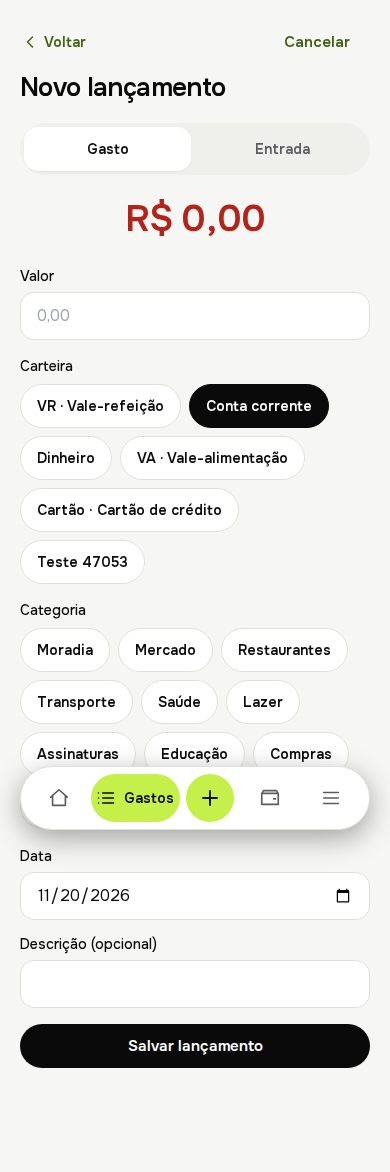 Voltar Cancelar
Novo lançamento
Gasto Entrada
R$ 0,00
Valor
0,00
Carteira
VR · Vale-refeição Conta corrente
Dinheiro VA · Vale-alimentação
Cartão · Cartão de crédito
Teste 47053
Categoria
Moradia Mercado Restaurantes
Transporte Saúde Lazer
Assinaturas Educação Compras
Gastos
Data
11/20/2026
Descrição (opcional)
Salvar lançamento